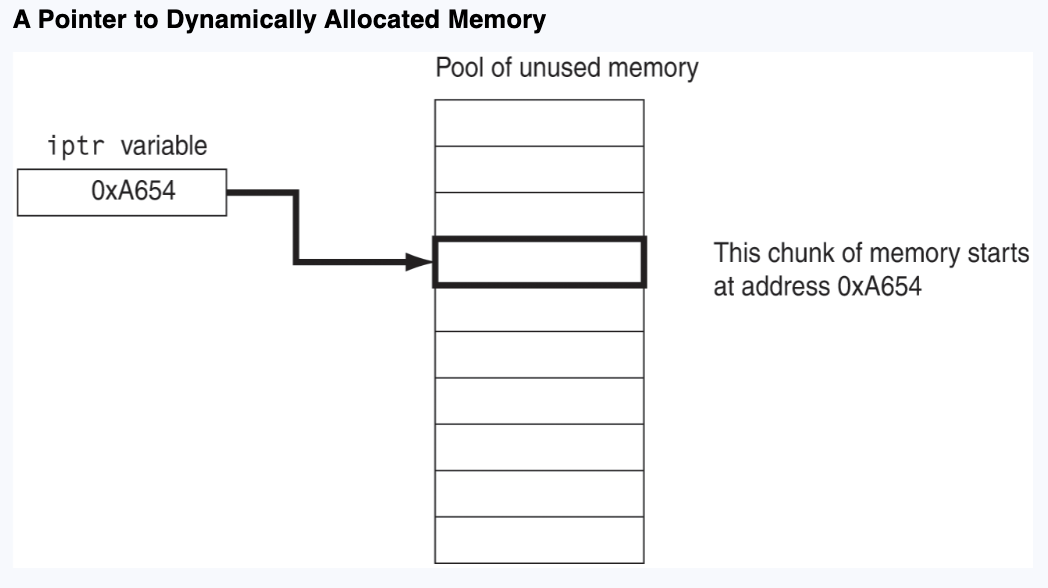 A Pointer to Dynamically Allocated Memory
Pool of unused memory
iptr variable
0xA654
This chunk of memory starts
at address 0xA654